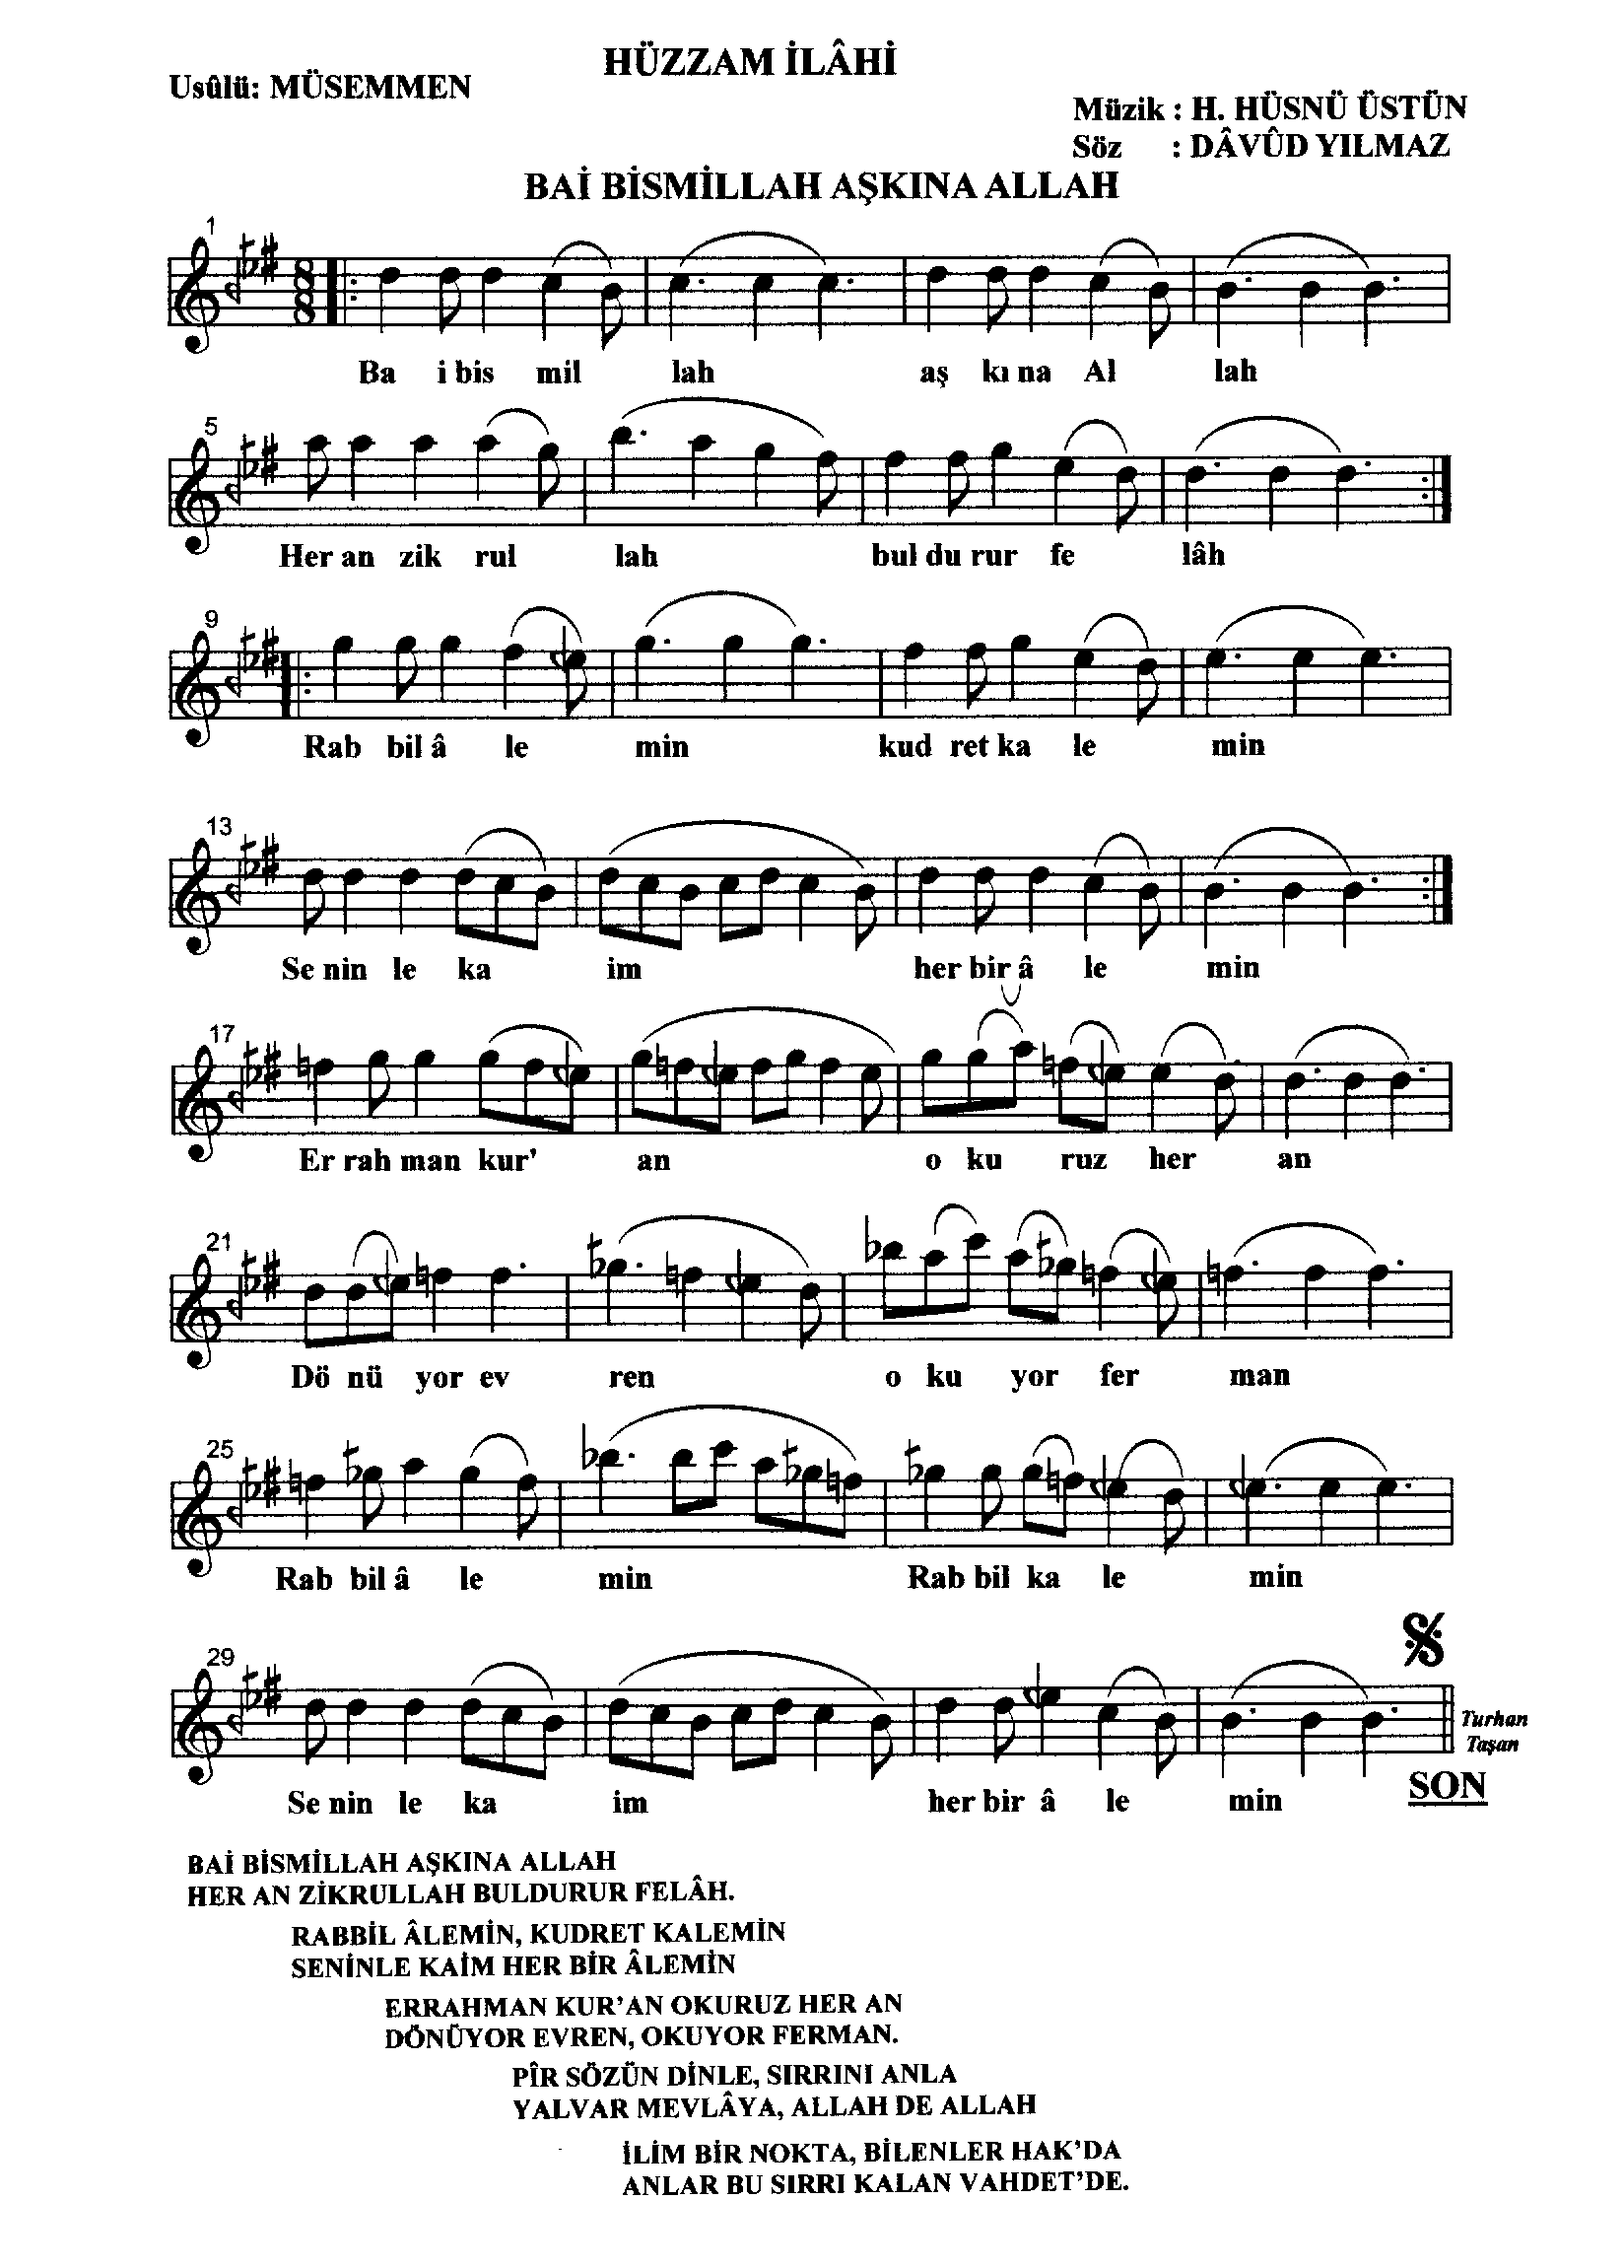 HÜZZAM İLÂHİ
Usûlü: MÜSEMMEN
Müzik : H. HÜSNÜ ÜSTÜN
Söz : DÂVÛD YILMAZ
BAİ BİSMİLLAH AŞKINA ALLAH
1
8
8
Ba i bis mil lah aş kı na Al lah
5
Her an zik rul lah bul du rur fe lâh
9
Rab bil â le min kud ret ka le min
13
Se nin le ka im her bir â le min
17
Er rah man kur' an o ku ruz her an
21
Dö nü yor ev ren o ku yor fer man
25
Rab bil â le min Rab bil ka le min
29
Se nin le ka im her bir â le min
Turhan
Taşan
SON
BAİ BİSMİLLAH AŞKINA ALLAH
HER AN ZİKRULLAH BULDURUR FELÂH.
RABBİL ÂLEMİN, KUDRET KALEMİN
SENİNLE KAİM HER BİR ÂLEMİN
ERRAHMAN KUR'AN OKURUZ HER AN
DÖNÜYOR EVREN, OKUYOR FERMAN.
PÎR SÖZÜN DİNLE, SIRRINI ANLA
YALVAR MEVLÂYA, ALLAH DE ALLAH
İLİM BİR NOKTA, BİLENLER HAK'DA
ANLAR BU SIRRI KALAN VAHDET'DE.